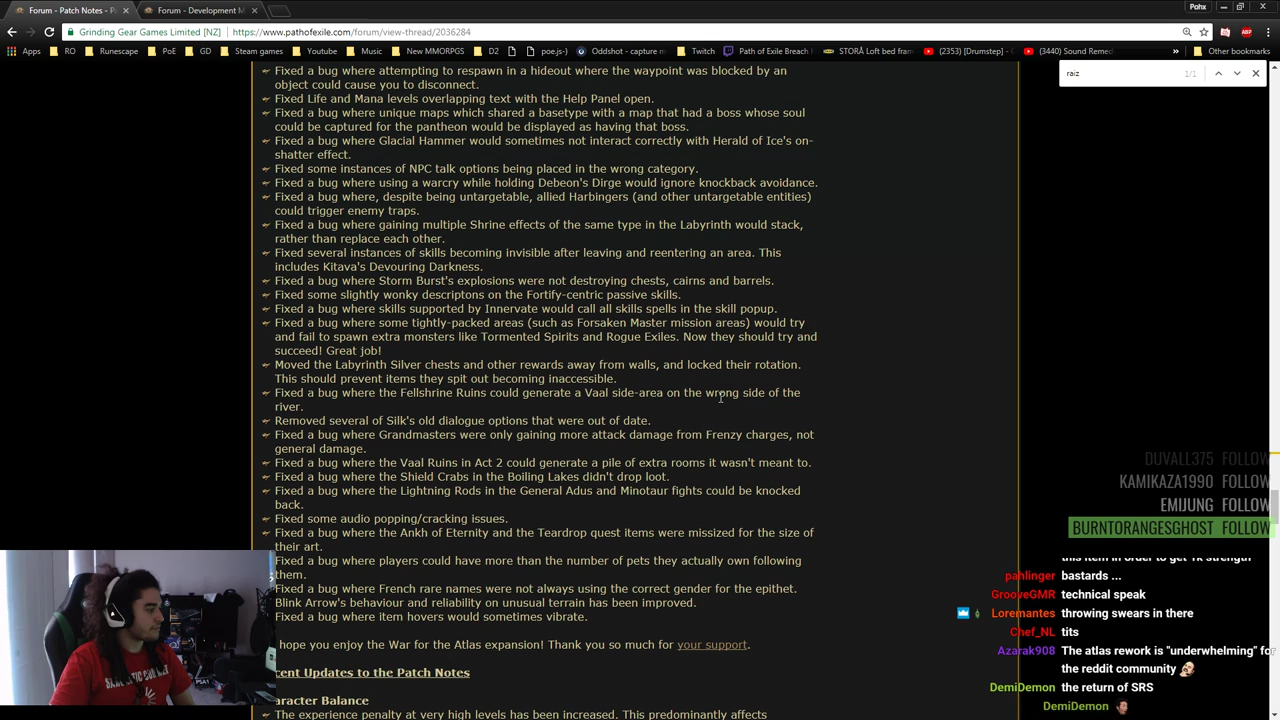 Forum - Patch Notes - P
Forum - Development M
Pohx
Grinding Gear Games Limited [NZ] https://www.pathofexile.com/forum/view-thread/2036284
Apps RO Runescape PoE GD Steam games Youtube Music New MMORPGS D2 poe.js-) Oddshot - capture m Twitch Path of Exile Breach STORÅ Loft bed fram (2353) [Drumstep] - (3440) Sound Remed Other bookmarks
raiz 1/1
Fixed a bug where attempting to respawn in a hideout where the waypoint was blocked by an
object could cause you to disconnect.
Fixed Life and Mana levels overlapping text with the Help Panel open.
Fixed a bug where unique maps which shared a basetype with a map that had a boss whose soul
could be captured for the pantheon would be displayed as having that boss.
Fixed a bug where Glacial Hammer would sometimes not interact correctly with Herald of Ice's on-
shatter effect.
Fixed some instances of NPC talk options being placed in the wrong category.
Fixed a bug where using a warcry while holding Debeon's Dirge would ignore knockback avoidance.
Fixed a bug where, despite being untargetable, allied Harbingers (and other untargetable entities)
could trigger enemy traps.
Fixed a bug where gaining multiple Shrine effects of the same type in the Labyrinth would stack,
rather than replace each other.
Fixed several instances of skills becoming invisible after leaving and reentering an area. This
includes Kitava's Devouring Darkness.
Fixed a bug where Storm Burst's explosions were not destroying chests, cairns and barrels.
Fixed some slightly wonky descriptons on the Fortify-centric passive skills.
Fixed a bug where skills supported by Innervate would call all skills spells in the skill popup.
Fixed a bug where some tightly-packed areas (such as Forsaken Master mission areas) would try
and fail to spawn extra monsters like Tormented Spirits and Rogue Exiles. Now they should try and
succeed! Great job!
Moved the Labyrinth Silver chests and other rewards away from walls, and locked their rotation.
This should prevent items they spit out becoming inaccessible.
Fixed a bug where the Fellshrine Ruins could generate a Vaal side-area on the wrong side of the
river.
Removed several of Silk's old dialogue options that were out of date.
Fixed a bug where Grandmasters were only gaining more attack damage from Frenzy charges, not
general damage.
Fixed a bug where the Vaal Ruins in Act 2 could generate a pile of extra rooms it wasn't meant to.
Fixed a bug where the Shield Crabs in the Boiling Lakes didn't drop loot.
Fixed a bug where the Lightning Rods in the General Adus and Minotaur fights could be knocked
back.
Fixed some audio popping/cracking issues.
Fixed a bug where the Ankh of Eternity and the Teardrop quest items were missized for the size of
their art.
Fixed a bug where players could have more than the number of pets they actually own following
them.
Fixed a bug where French rare names were not always using the correct gender for the epithet.
Blink Arrow's behaviour and reliability on unusual terrain has been improved.
Fixed a bug where item hovers would sometimes vibrate.
hope you enjoy the War for the Atlas expansion! Thank you so much for your support.
cent Updates to the Patch Notes
aracter Balance
The experience penalty at very high levels has been increased. This predominantly affects
DUVALL375 FOLLOW
KAMIKAZA1990 FOLLOW
EMIJUNG FOLLOW
BURNTORANGESGHOST FOLLOW
this item in order to get 1k strength
pahlinger bastards ...
GrooveGMR technical speak
Loremantes throwing swears in there
Chef_NL tits
Azarak908 The atlas rework is "underwhelming" for
the reddit community
DemiDemon the return of SRS
DemiDemon